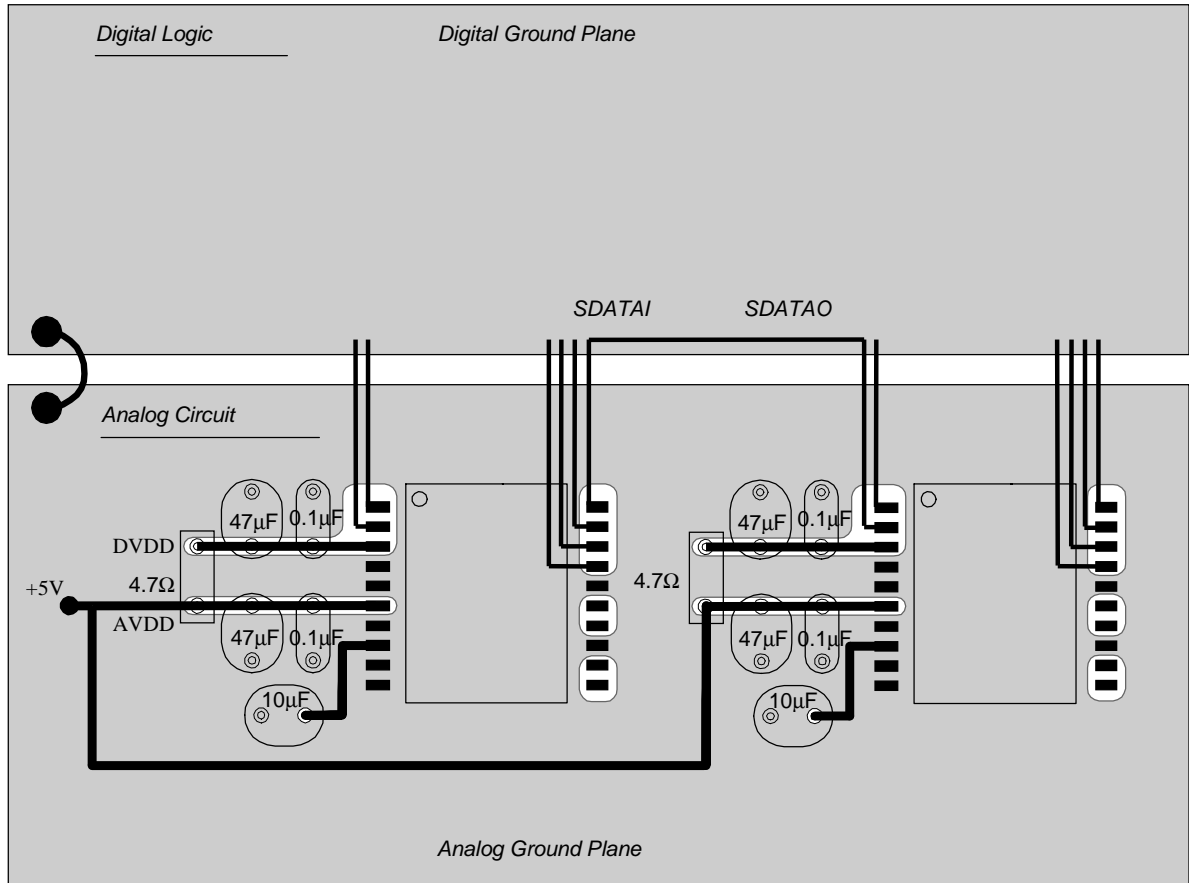 Digital Logic
Digital Ground Plane
SDATAI
SDATAO
Analog Circuit
47µF
0.1µF
DVDD
4.7Ω
+5V
AVDD
47µF
0.1µF
10µF
47µF
0.1µF
4.7Ω
47µF
0.1µF
10µF
Analog Ground Plane